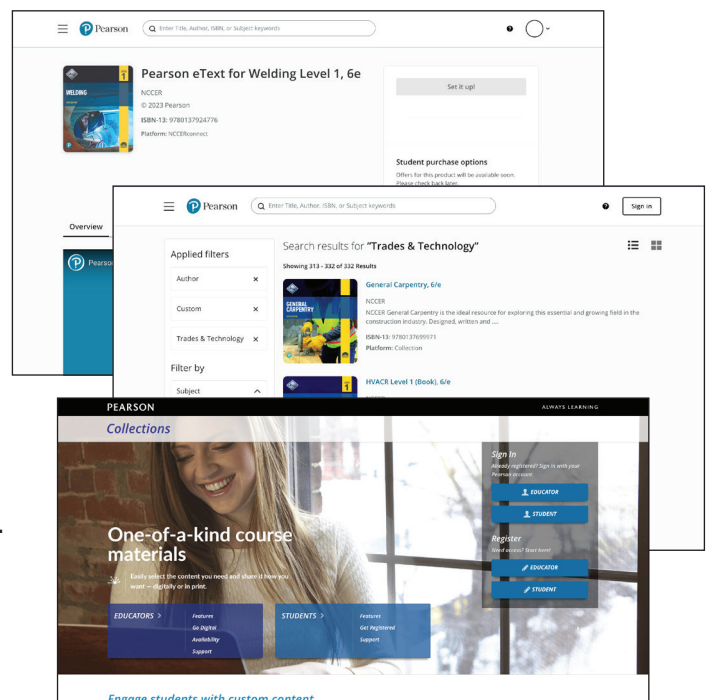 Pearson
Enter Title, Author, ISBN, or Subject keywords
WELDING
1
Pearson eText for Welding Level 1, 6e
NCCER
© 2023 Pearson
ISBN-13: 9780137924776
Platform: NCCERconnect
Set it up!
Student purchase options
Offers for this product will be available soon.
Please check back later.
Overview
Pearso
Pearson
Enter Title, Author, ISBN, or Subject keywords
Sign in
Applied filters
Author ×
Custom ×
Trades & Technology ×
Filter by
Subject
Search results for "Trades & Technology"
Showing 313 - 332 of 332 Results
GENERAL
CARPENTRY
General Carpentry, 6/e
NCCER
NCCER General Carpentry is the ideal resource for exploring this essential and growing field in the
construction industry. Designed, written and ....
ISBN-13: 9780137699971
Platform: Collection
1
HVACR Level 1 (Book), 6/e
PEARSON
ALWAYS LEARNING
Collections
One-of-a-kind course
materials
Easily select the content you need and share it how you
want — digitally or in print.
EDUCATORS >
Features
Go Digital
Availability
Support
STUDENTS >
Features
Get Registered
Support
Sign In
Already registered? Sign in with your
Pearson account.
EDUCATOR
STUDENT
Register
Need access? Start here!
EDUCATOR
STUDENT
Engage students with custom content